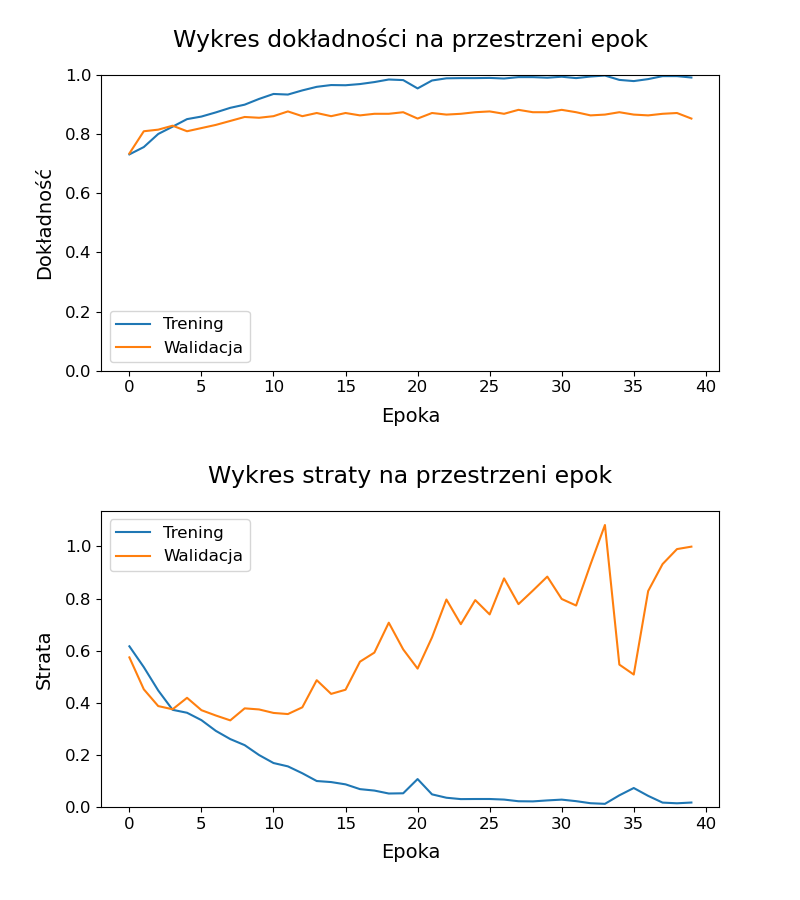 Wykres dokładności na przestrzeni epok
1.0
0.8
0.6
0.4
0.2
0.0
Dokładność
Trening
Walidacja
0 5 10 15 20 25 30 35 40
Epoka
Wykres straty na przestrzeni epok
Trening
Walidacja
1.0
0.8
0.6
0.4
0.2
0.0
Strata
0 5 10 15 20 25 30 35 40
Epoka